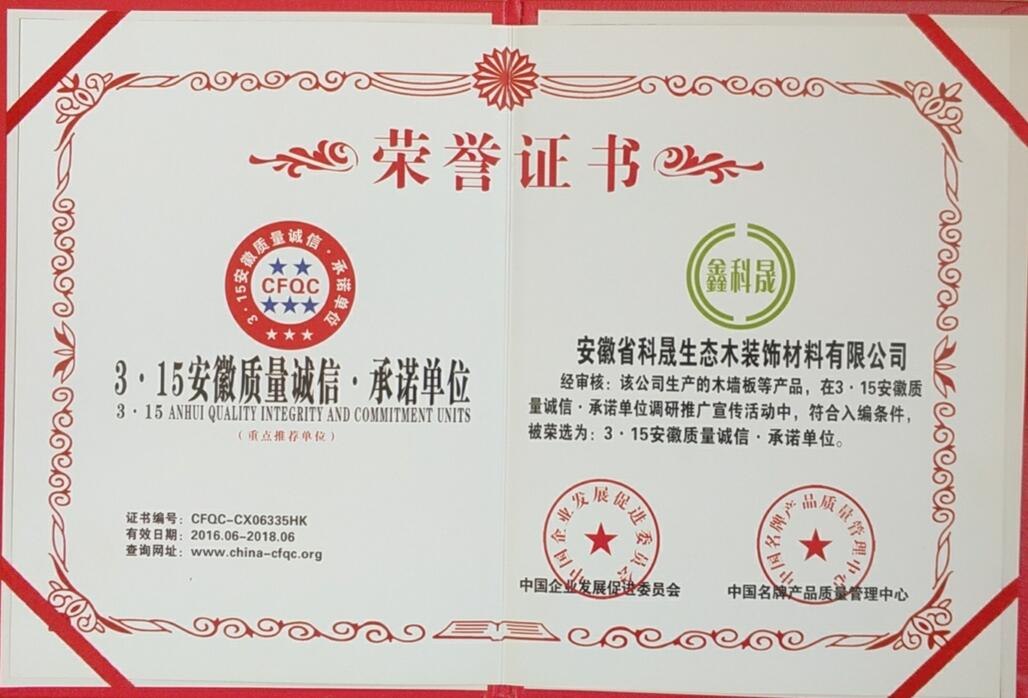 荣誉证书
3·15安徽质量诚信·承诺单位
CFQC
3·15安徽质量诚信·承诺单位
3·15 ANHUI QUALITY INTEGRITY AND COMMITMENT UNITS
（重点推荐单位）
证书编号：CFQC-CX06335HK
有效日期：2016.06-2018.06
查询网址：www.china-cfqc.org
鑫科晟
安徽省科晟生态木装饰材料有限公司
经审核：该公司生产的木墙板等产品，在3·15安徽质
量诚信·承诺单位调研推广宣传活动中，符合入编条件，
被荣选为：3·15安徽质量诚信·承诺单位。
中国企业发展促进委员会
中国企业发展促进委员会
中国名牌产品质量管理中心
中国名牌产品质量管理中心